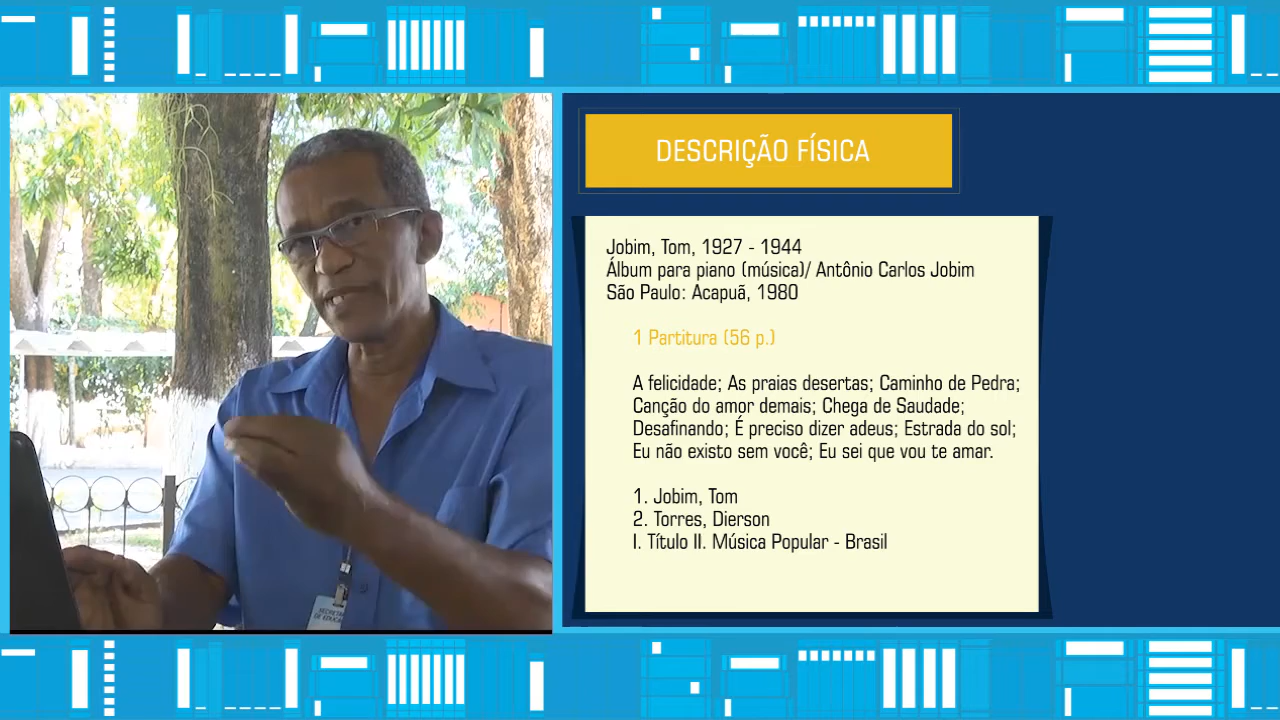 DESCRIÇÃO FÍSICA
Jobim, Tom, 1927 - 1944
Álbum para piano (música)/ Antônio Carlos Jobim
São Paulo: Acapuã, 1980
1 Partitura (56 p.)
A felicidade; As praias desertas; Caminho de Pedra;
Canção do amor demais; Chega de Saudade;
Desafinando; É preciso dizer adeus; Estrada do sol;
Eu não existo sem você; Eu sei que vou te amar.
1. Jobim, Tom
2. Torres, Dierson
I. Título II. Música Popular - Brasil